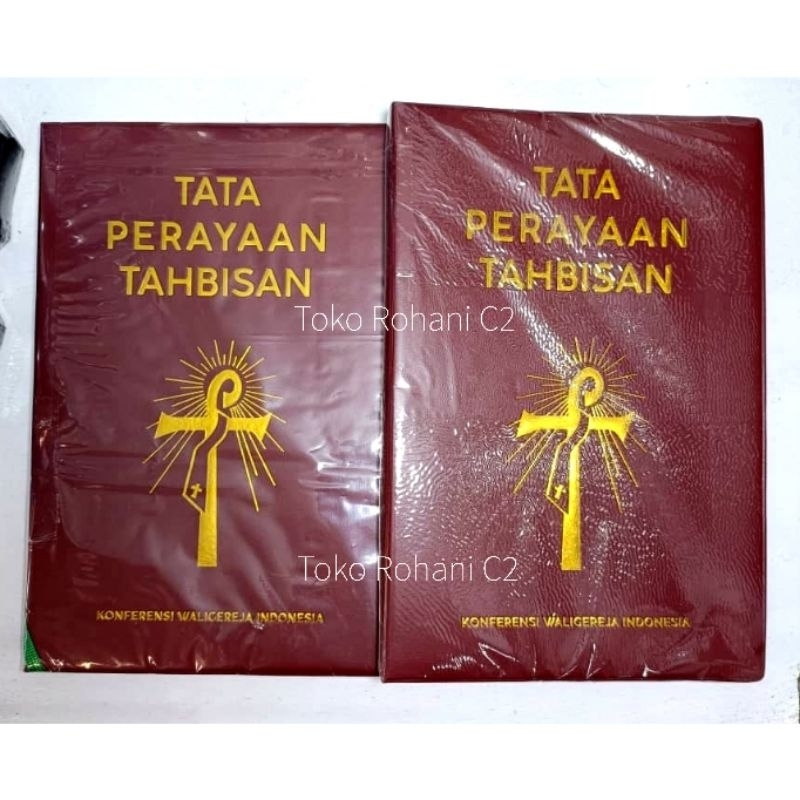 TATA
PERAYAAN
TAHBISAN
KONFERENSI WALIGEREJA INDONESIA
TATA
PERAYAAN
TAHBISAN
KONFERENSI WALIGEREJA INDONESIA
Toko Rohani C2
Toko Rohani C2